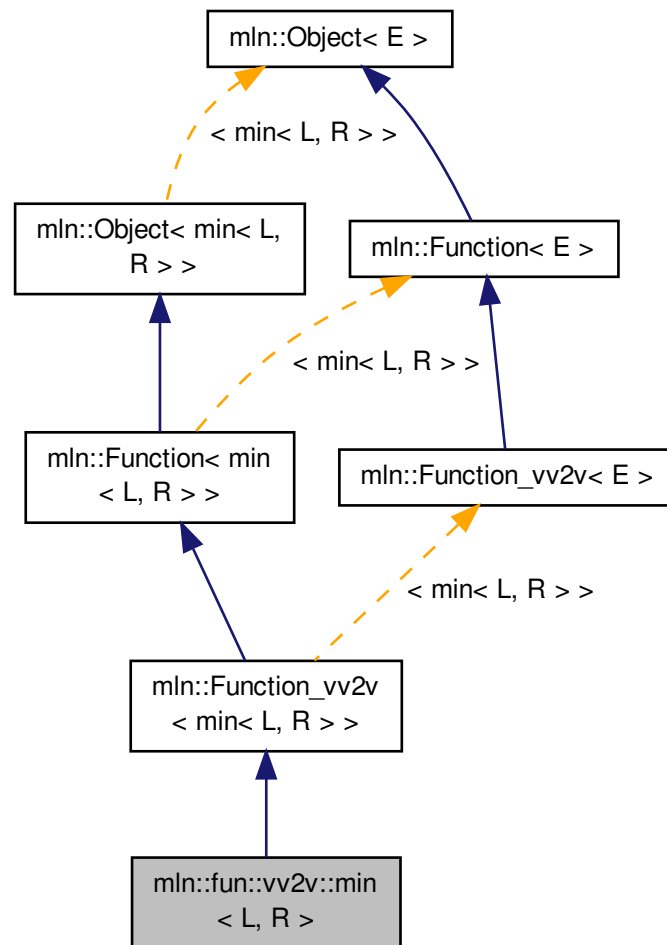 mln::Object< E >
< min< L, R > >
mln::Object< min< L,
R > >
mln::Function< E >
< min< L, R > >
mln::Function< min
< L, R > >
mln::Function_vv2v< E >
< min< L, R > >
mln::Function_vv2v
< min< L, R > >
mln::fun::vv2v::min
< L, R >